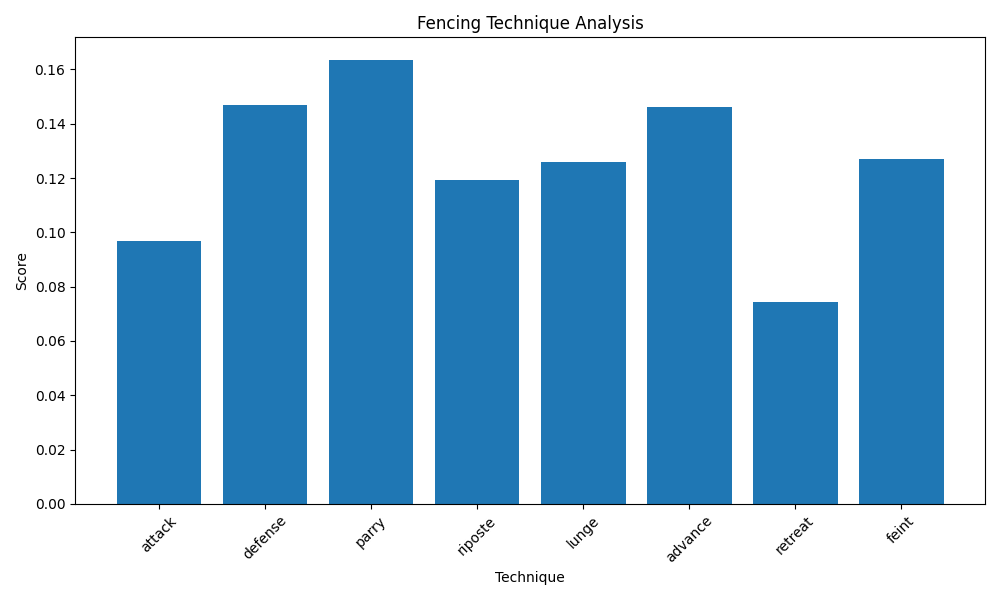 Fencing Technique Analysis
Score
0.16
0.14
0.12
0.10
0.08
0.06
0.04
0.02
0.00
attack
defense
parry
riposte
lunge
advance
retreat
feint
Technique